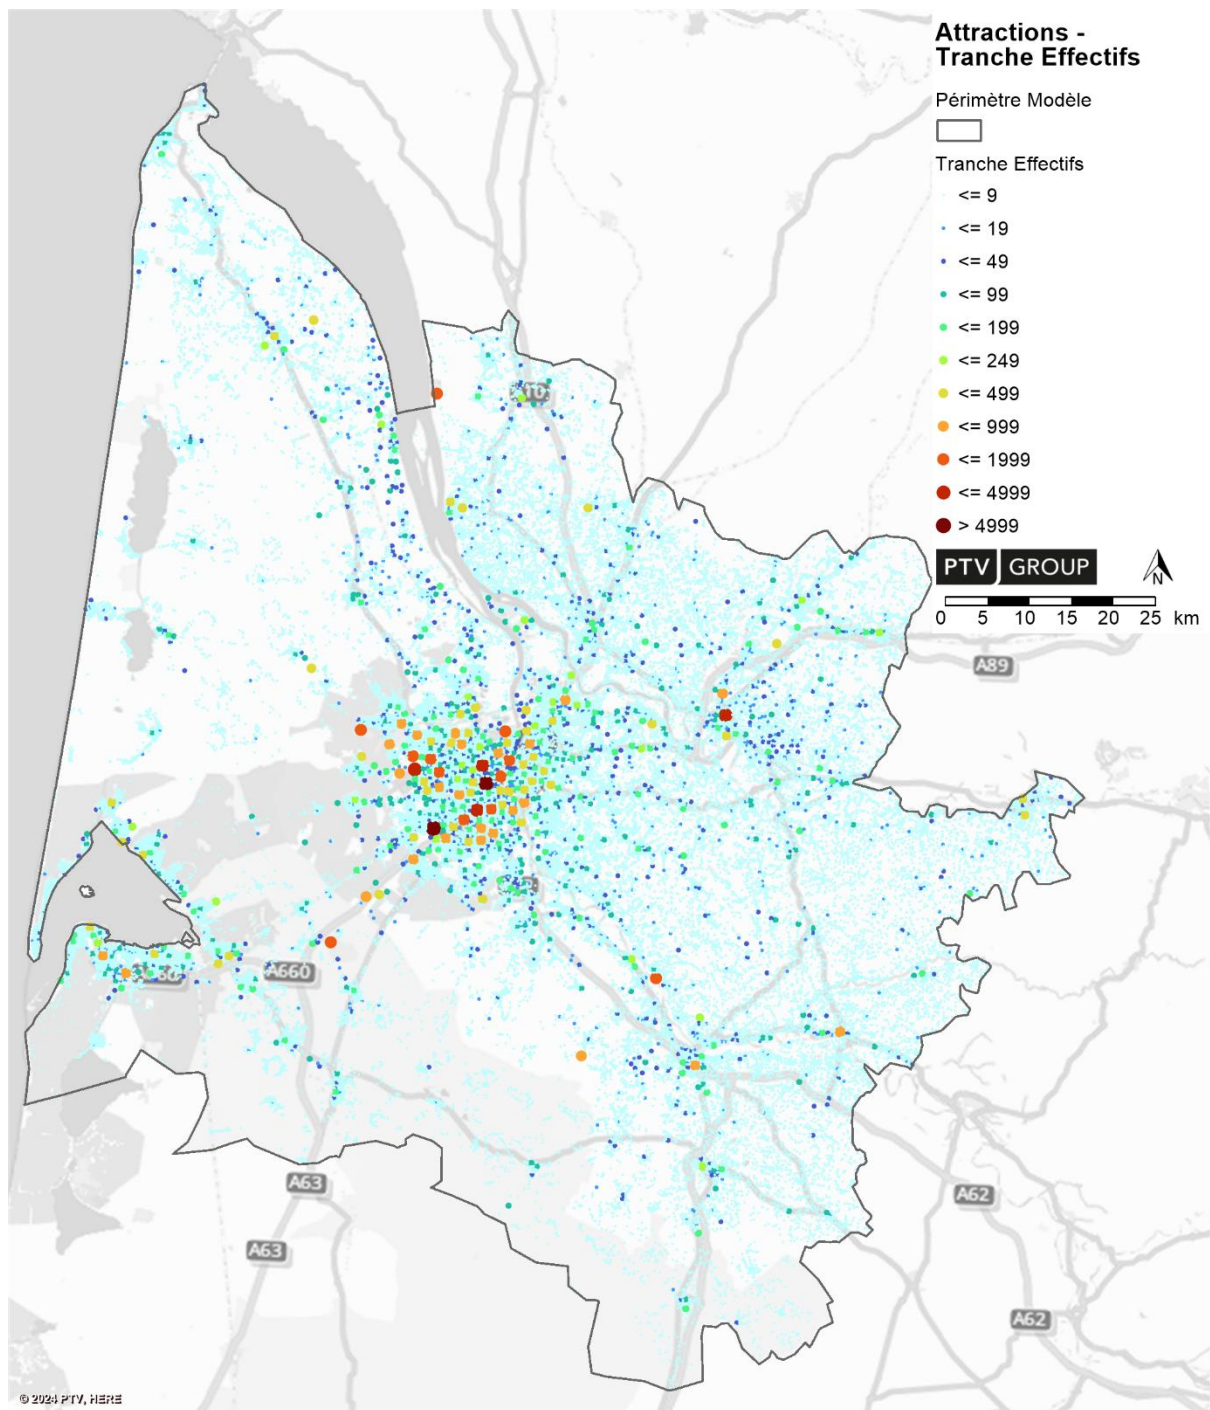 Attractions -
Tranche Effectifs
Périmètre Modèle
Tranche Effectifs
<= 9
<= 19
<= 49
<= 99
<= 199
<= 249
<= 499
<= 999
<= 1999
<= 4999
> 4999
PTV GROUP
N
0 5 10 15 20 25 km
A89
A660
A63
A62
A63
A62
© 2024 PTV, HERE